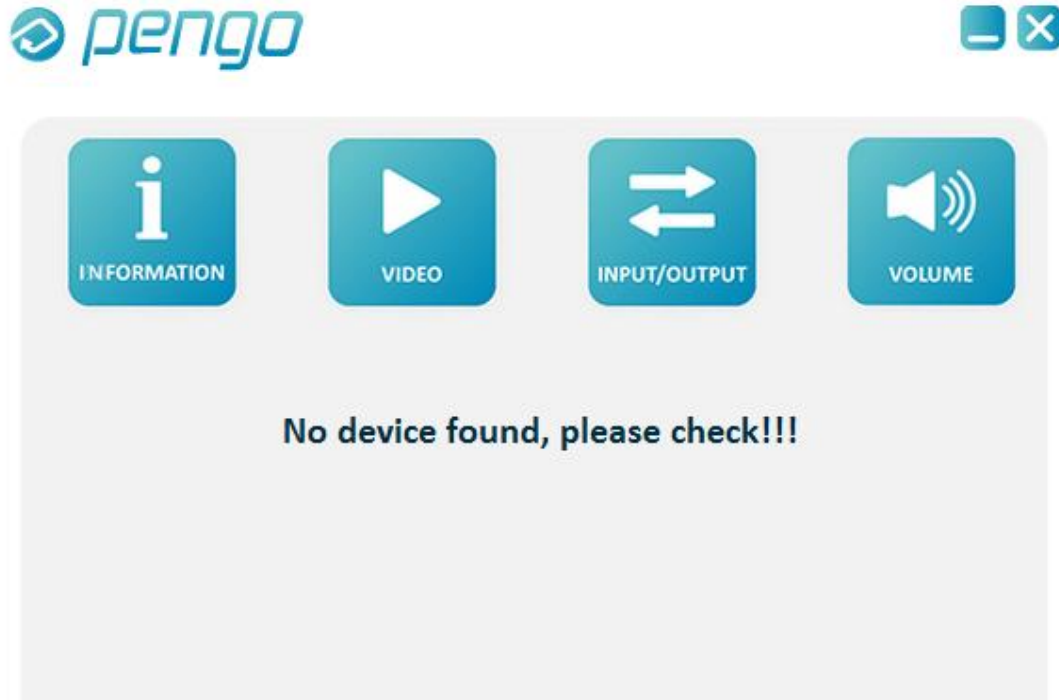 pengo
INFORMATION
VIDEO
INPUT/OUTPUT
VOLUME
No device found, please check!!!